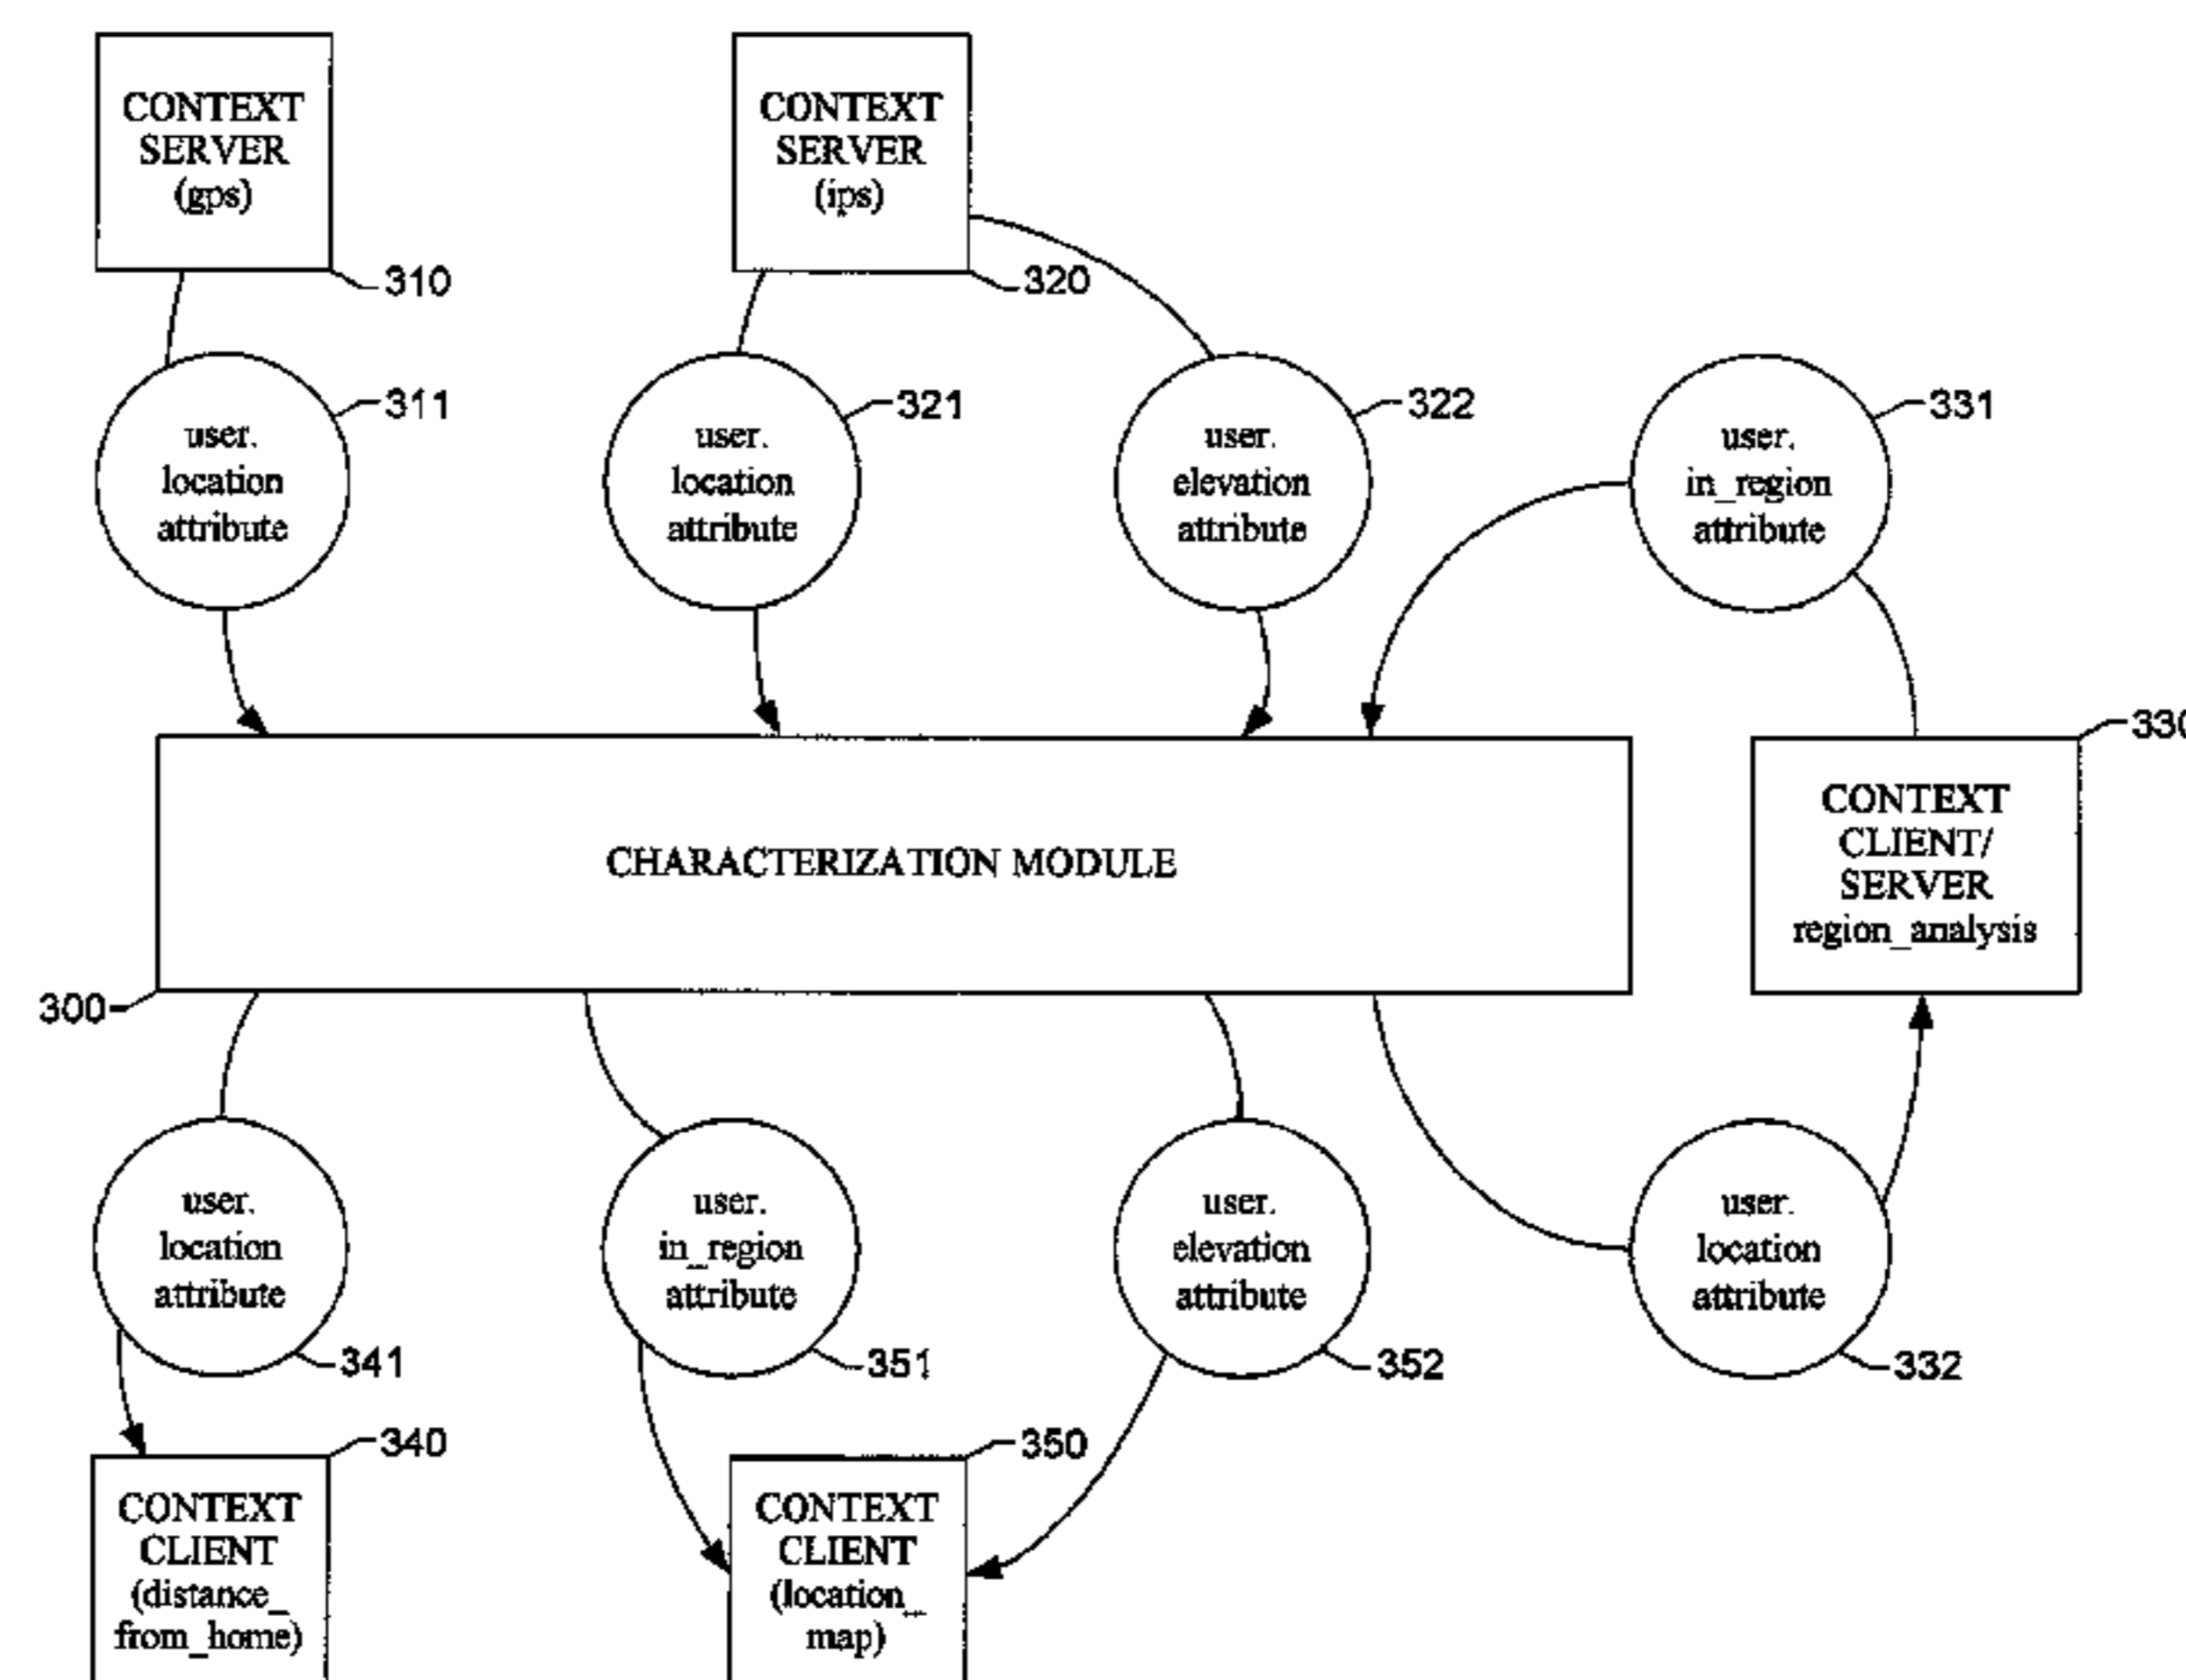 CONTEXT
SERVER
(gps)
310
CONTEXT
SERVER
(ips)
320
user.
location
attribute
311
user.
location
attribute
321
user.
elevation
attribute
322
user.
in_region
attribute
331
CHARACTERIZATION MODULE
300
CONTEXT
CLIENT/
SERVER
region_analysis
330
user.
location
attribute
341
user.
in_region
attribute
351
user.
elevation
attribute
352
user.
location
attribute
332
CONTEXT
CLIENT
(distance_
from_home)
340
CONTEXT
CLIENT
(location_
map)
350